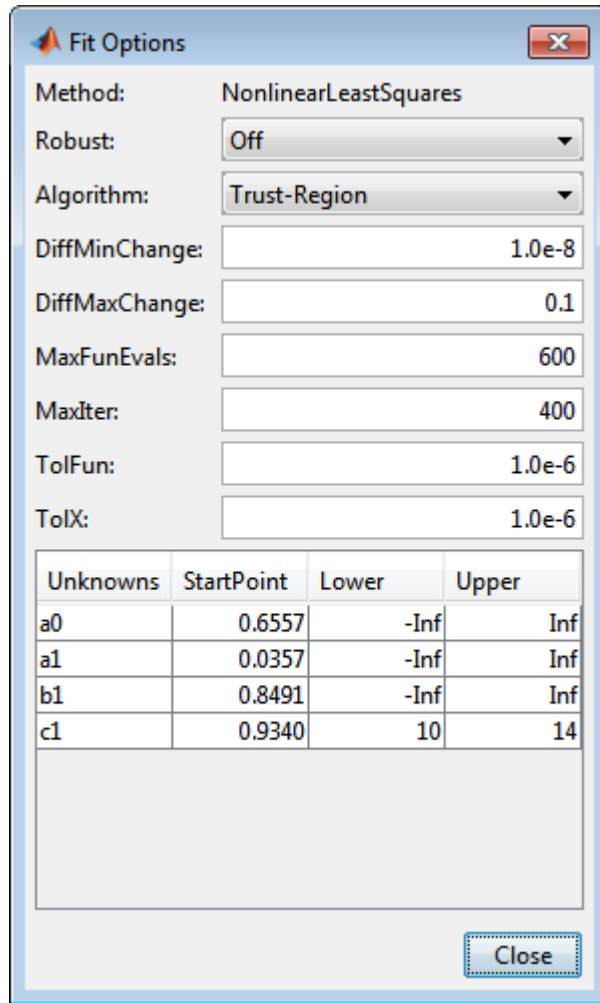 Fit Options
Method: NonlinearLeastSquares
Robust: Off
Algorithm: Trust-Region
DiffMinChange: 1.0e-8
DiffMaxChange: 0.1
MaxFunEvals: 600
MaxIter: 400
TolFun: 1.0e-6
TolX: 1.0e-6
Unknowns StartPoint Lower Upper
a0 0.6557 -Inf Inf
a1 0.0357 -Inf Inf
b1 0.8491 -Inf Inf
c1 0.9340 10 14
Close